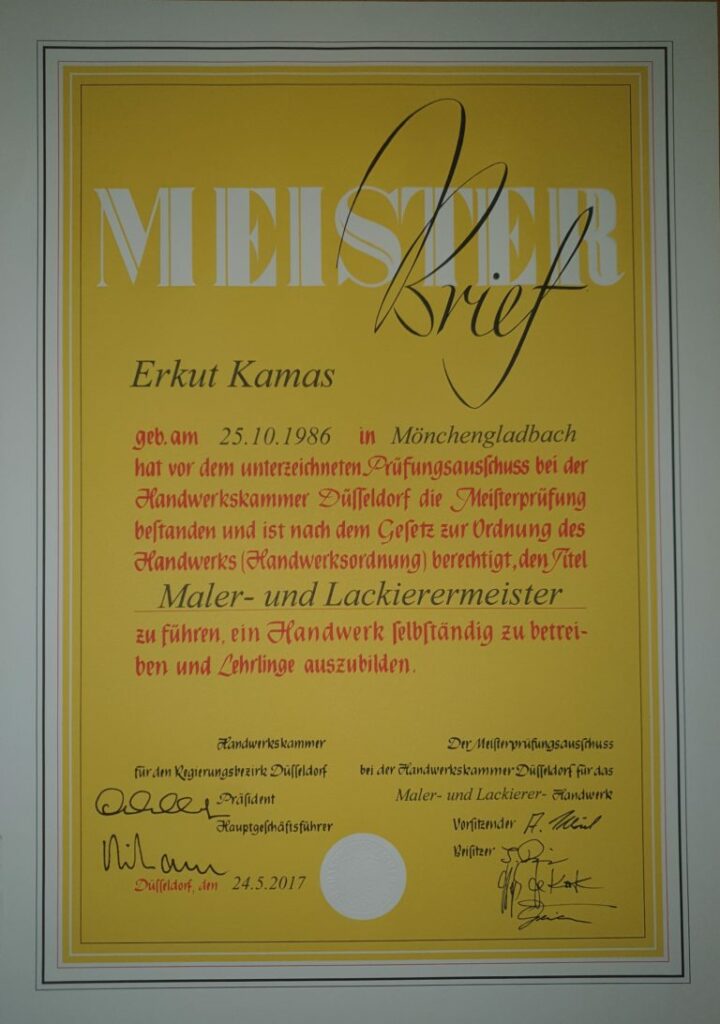 MEISTER
Brief
Erkut Kamas
geb. am 25.10.1986 in Mönchengladbach
hat vor dem unterzeichneten Prüfungsausschuss bei der
Handwerkskammer Düsseldorf die Meisterprüfung
bestanden und ist nach dem Gesetz zur Ordnung des
Handwerks (Handwerksordnung) berechtigt, den Titel
Maler- und Lackierermeister
zu führen, ein Handwerk selbständig zu betrei-
ben und Lehrlinge auszubilden.
Handwerkskammer
für den Regierungsbezirk Düsseldorf
Präsident
Hauptgeschäftsführer
Düsseldorf, den 24.5.2017
Der Meisterprüfungsausschuss
bei der Handwerkskammer Düsseldorf für das
Maler- und Lackierer- Handwerk
Vorsitzender
Beisitzer